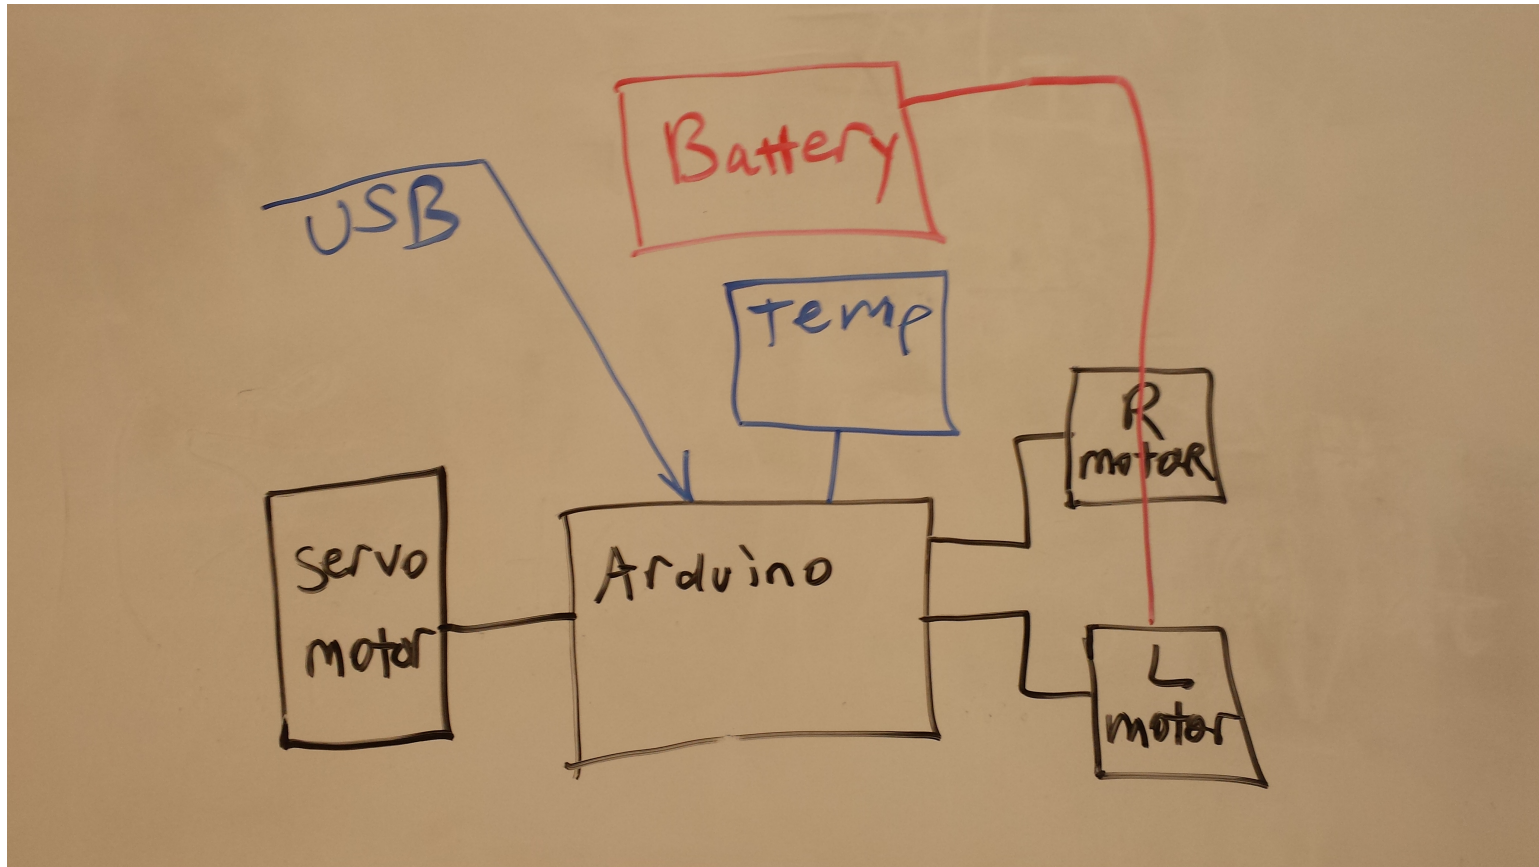 Battery
USB
Temp
R
motoR
servo
motor
Arduino
L
motor